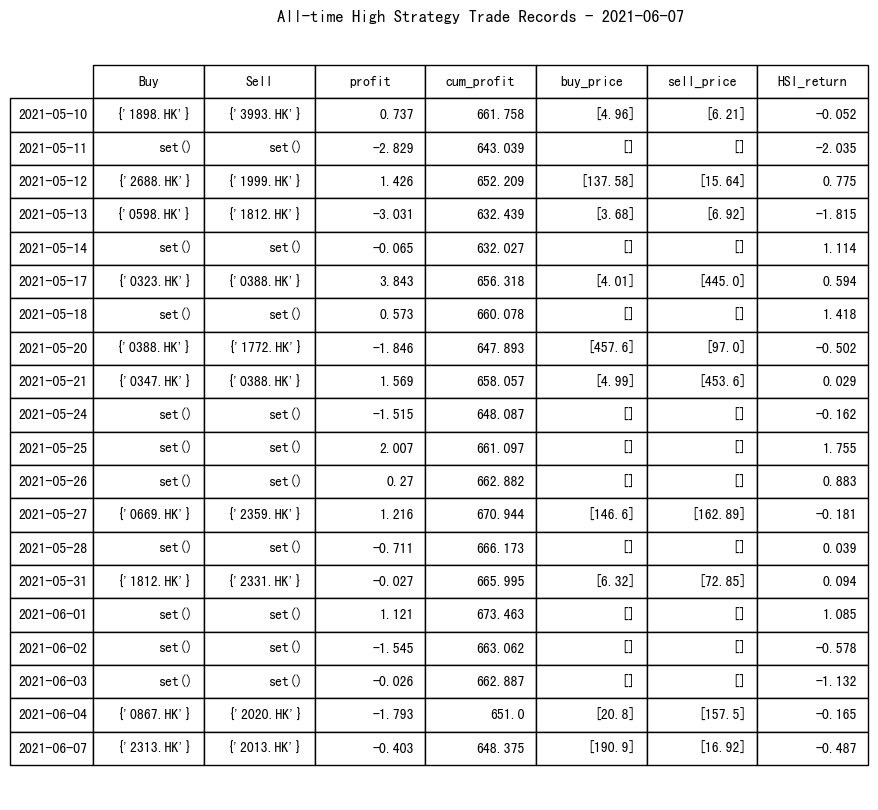 All-time High Strategy Trade Records - 2021-06-07
Buy Sell profit cum_profit buy_price sell_price HSI_return
2021-05-10 {'1898.HK'} {'3993.HK'} 0.737 661.758 [4.96] [6.21] -0.052
2021-05-11 set() set() -2.829 643.039 [] [] -2.035
2021-05-12 {'2688.HK'} {'1999.HK'} 1.426 652.209 [137.58] [15.64] 0.775
2021-05-13 {'0598.HK'} {'1812.HK'} -3.031 632.439 [3.68] [6.92] -1.815
2021-05-14 set() set() -0.065 632.027 [] [] 1.114
2021-05-17 {'0323.HK'} {'0388.HK'} 3.843 656.318 [4.01] [445.0] 0.594
2021-05-18 set() set() 0.573 660.078 [] [] 1.418
2021-05-20 {'0388.HK'} {'1772.HK'} -1.846 647.893 [457.6] [97.0] -0.502
2021-05-21 {'0347.HK'} {'0388.HK'} 1.569 658.057 [4.99] [453.6] 0.029
2021-05-24 set() set() -1.515 648.087 [] [] -0.162
2021-05-25 set() set() 2.007 661.097 [] [] 1.755
2021-05-26 set() set() 0.27 662.882 [] [] 0.883
2021-05-27 {'0669.HK'} {'2359.HK'} 1.216 670.944 [146.6] [162.89] -0.181
2021-05-28 set() set() -0.711 666.173 [] [] 0.039
2021-05-31 {'1812.HK'} {'2331.HK'} -0.027 665.995 [6.32] [72.85] 0.094
2021-06-01 set() set() 1.121 673.463 [] [] 1.085
2021-06-02 set() set() -1.545 663.062 [] [] -0.578
2021-06-03 set() set() -0.026 662.887 [] [] -1.132
2021-06-04 {'0867.HK'} {'2020.HK'} -1.793 651.0 [20.8] [157.5] -0.165
2021-06-07 {'2313.HK'} {'2013.HK'} -0.403 648.375 [190.9] [16.92] -0.487